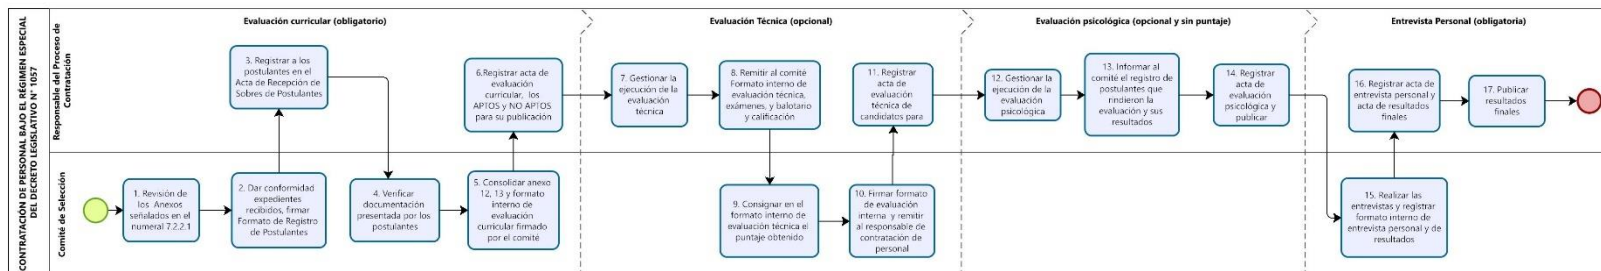 CONTRATACIÓN DE PERSONAL BAJO EL RÉGIMEN ESPECIAL
DEL DECRETO LEGISLATIVO N° 1057
Evaluación curricular (obligatorio)
Evaluación Técnica (opcional)
Evaluación psicológica (opcional y sin puntaje)
Entrevista Personal (obligatoria)
Responsable del Proceso de
Contratación
3. Registrar a los
postulantes en el
Acta de Recepción de
Sobres de Postulantes
6.Registrar acta de
evaluación
curricular, los
APTOS y NO APTOS
para su publicación
7. Gestionar la
ejecución de la
evaluación
técnica
8. Remitir al comité
Formato interno de
evaluación técnica,
exámenes, y balotario
y calificación
11. Registrar
acta de
evaluación
técnica de
candidatos para
12. Gestionar la
ejecución de la
evaluación
psicológica
13. Informar al
comité el registro de
postulantes que
rindieron la
evaluación y sus
resultados
14. Registrar
acta de
evaluación
psicológica y
publicar
16. Registrar acta de
entrevista personal y
acta de resultados
finales
17. Publicar
resultados
finales
Comité de Selección
1. Revisión de
los Anexos
señalados en el
numeral 7.2.2.1
2. Dar conformidad
expedientes
recibidos, firmar
Formato de Registro
de Postulantes
4. Verificar
documentación
presentada por los
postulantes
5. Consolidar anexo
12, 13 y formato
interno de
evaluación
curricular firmado
por el comité
9. Consignar en el
formato interno de
evaluación técnica el
puntaje obtenido
10. Firmar formato
de evaluación
interna y remitir
al responsable de
contratación de
personal
15. Realizar las
entrevistas y registrar
formato interno de
entrevista personal y de
resultados